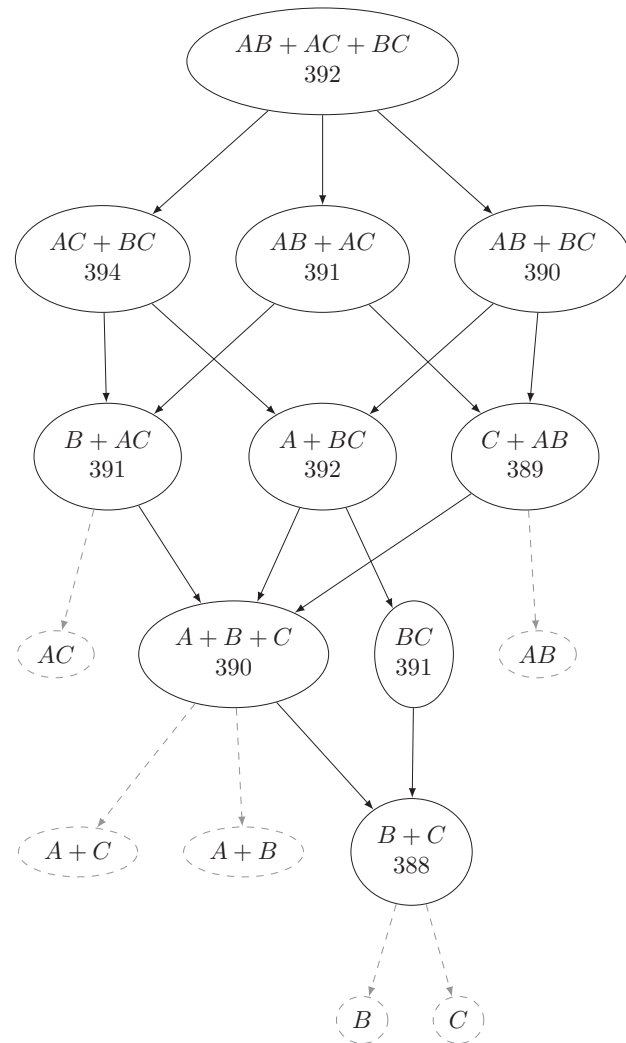 AB + AC + BC
392
AC + BC
394
AB + AC
391
AB + BC
390
B + AC
391
A + BC
392
C + AB
389
AC
A + B + C
390
BC
391
AB
A + C
A + B
B + C
388
B
C